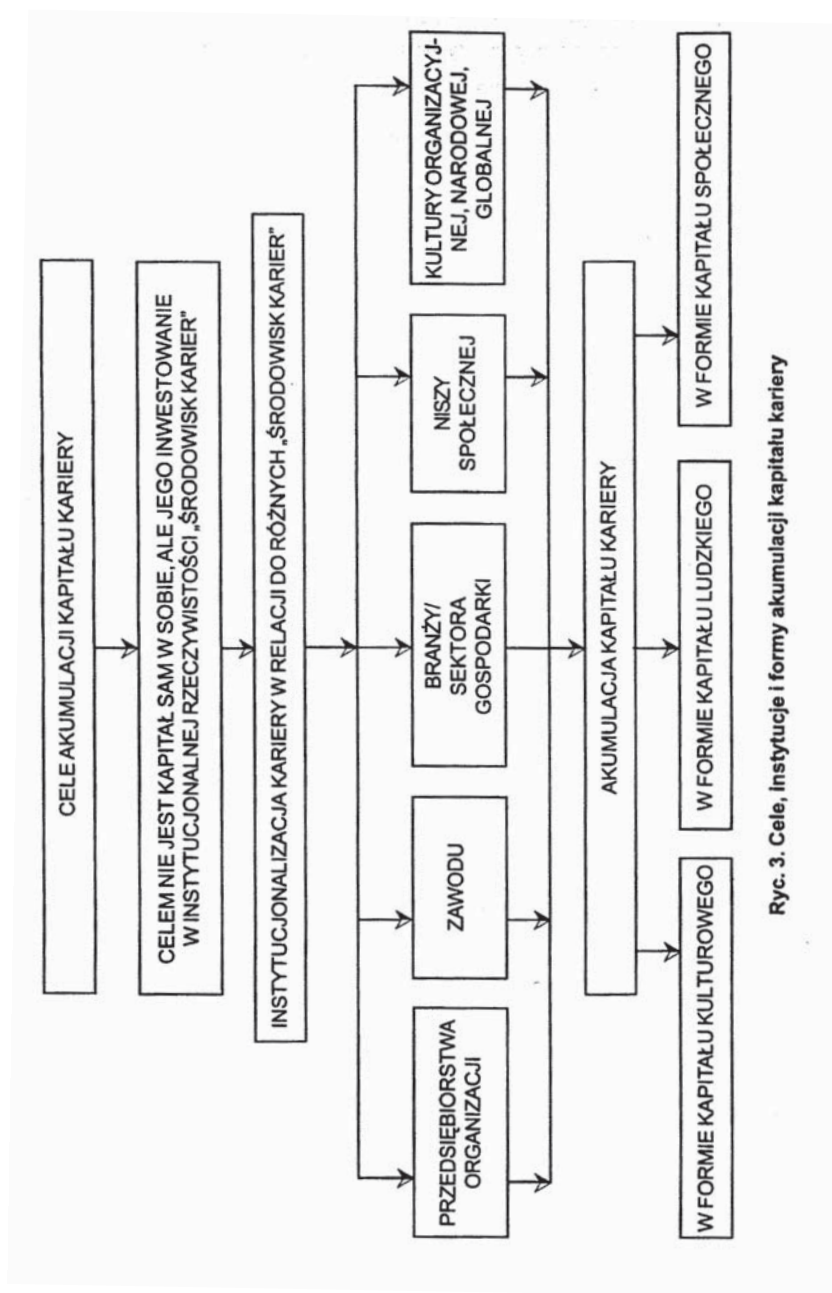 CELE AKUMULACJI KAPITAŁU KARIERY
CELEM NIE JEST KAPITAŁ SAM W SOBIE, ALE JEGO INWESTOWANIE
W INSTYTUCJONALNEJ RZECZYWISTOŚCI „ŚRODOWISK KARIER”
INSTYTUCJONALIZACJA KARIERY W RELACJI DO RÓŻNYCH „ŚRODOWISK KARIER”
PRZEDSIĘBIORSTWA
ORGANIZACJI
ZAWODU
BRANŻY/
SEKTORA
GOSPODARKI
NISZY
SPOŁECZNEJ
KULTURY ORGANIZACYJ-
NEJ, NARODOWEJ,
GLOBALNEJ
AKUMULACJA KAPITAŁU KARIERY
W FORMIE KAPITAŁU KULTUROWEGO
W FORMIE KAPITAŁU LUDZKIEGO
W FORMIE KAPITAŁU SPOŁECZNEGO
Ryc. 3. Cele, instytucje i formy akumulacji kapitału kariery